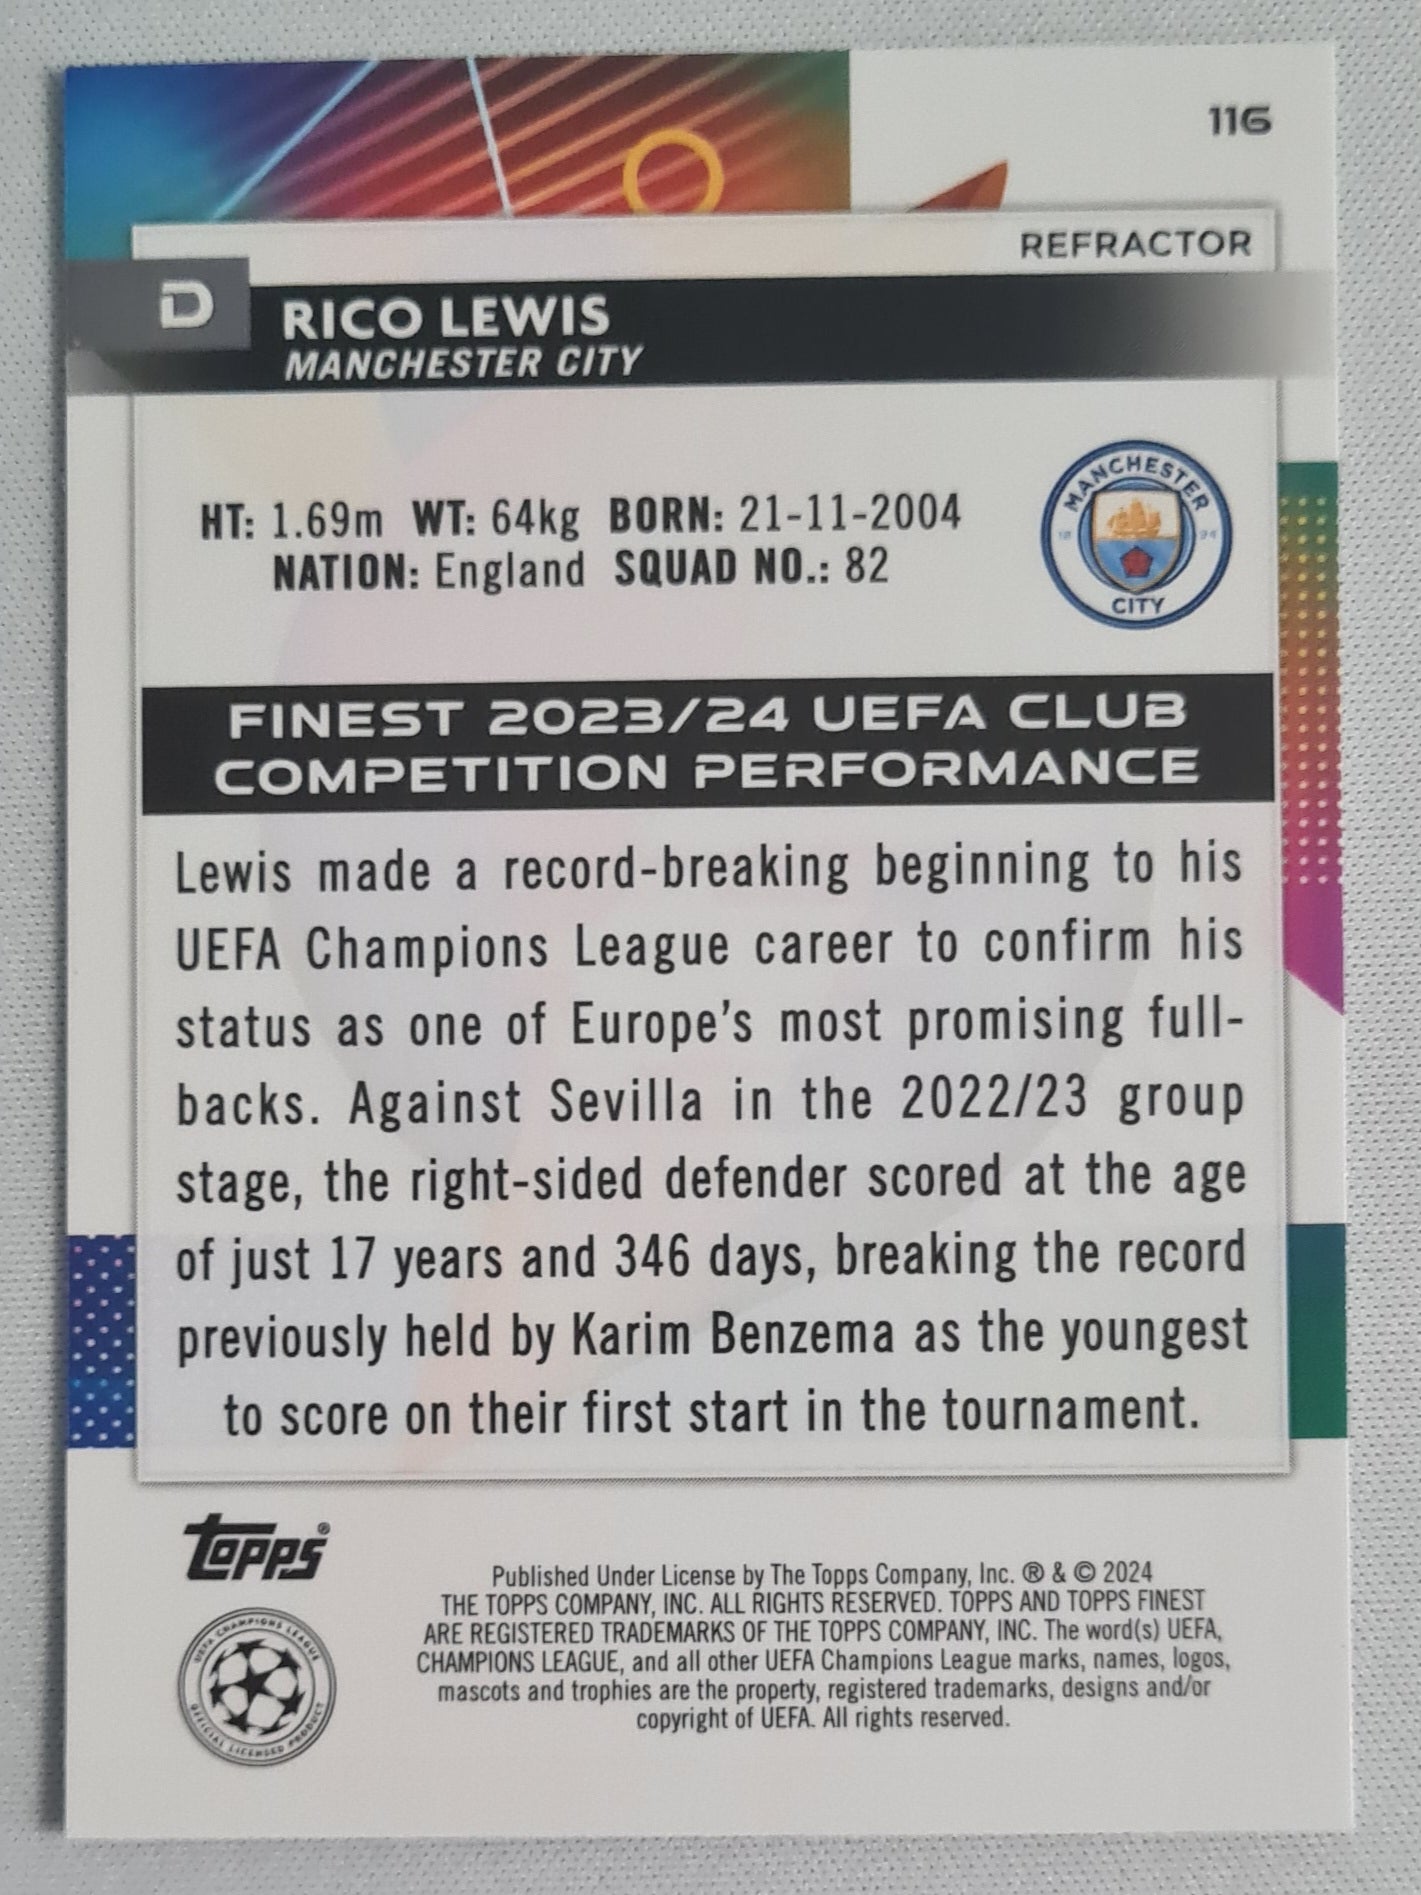 116
REFRACTOR
D
RICO LEWIS
MANCHESTER CITY
HT: 1.69m WT: 64kg BORN: 21-11-2004
NATION: England SQUAD NO.: 82
MANCHESTER
18 94
CITY
FINEST 2023/24 UEFA CLUB
COMPETITION PERFORMANCE
Lewis made a record-breaking beginning to his
UEFA Champions League career to confirm his
status as one of Europe's most promising full-
backs. Against Sevilla in the 2022/23 group
stage, the right-sided defender scored at the age
of just 17 years and 346 days, breaking the record
previously held by Karim Benzema as the youngest
to score on their first start in the tournament.
TOPPS®
UEFA CHAMPIONS LEAGUE
OFFICIAL LICENSED PRODUCT
Published Under License by The Topps Company, Inc. ® & © 2024
THE TOPPS COMPANY, INC. ALL RIGHTS RESERVED. TOPPS AND TOPPS FINEST
ARE REGISTERED TRADEMARKS OF THE TOPPS COMPANY, INC. The word(s) UEFA,
CHAMPIONS LEAGUE, and all other UEFA Champions League marks, names, logos,
mascots and trophies are the property, registered trademarks, designs and/or
copyright of UEFA. All rights reserved.